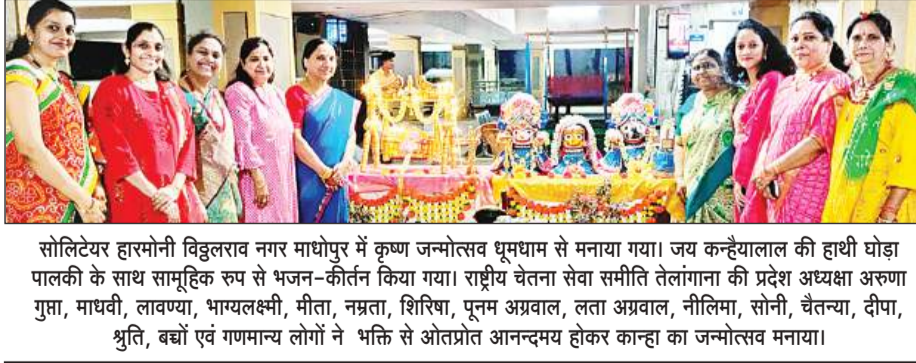 सोलिटेयर हारमोनी विठ्ठलराव नगर माधोपुर में कृष्ण जन्मोत्सव धूमधाम से मनाया गया। जय कन्हैयालाल की हाथी घोड़ा
पालकी के साथ सामूहिक रुप से भजन-कीर्तन किया गया। राष्ट्रीय चेतना सेवा समीति तेलांगाना की प्रदेश अध्यक्षा अरुणा
गुप्ता, माधवी, लावण्या, भाग्यलक्ष्मी, मीता, नम्रता, शिरिषा, पूनम अग्रवाल, लता अग्रवाल, नीलिमा, सोनी, चैतन्या, दीपा,
श्रुति, बच्चों एवं गणमान्य लोगों ने भक्ति से ओतप्रोत आनन्दमय होकर कान्हा का जन्मोत्सव मनाया।